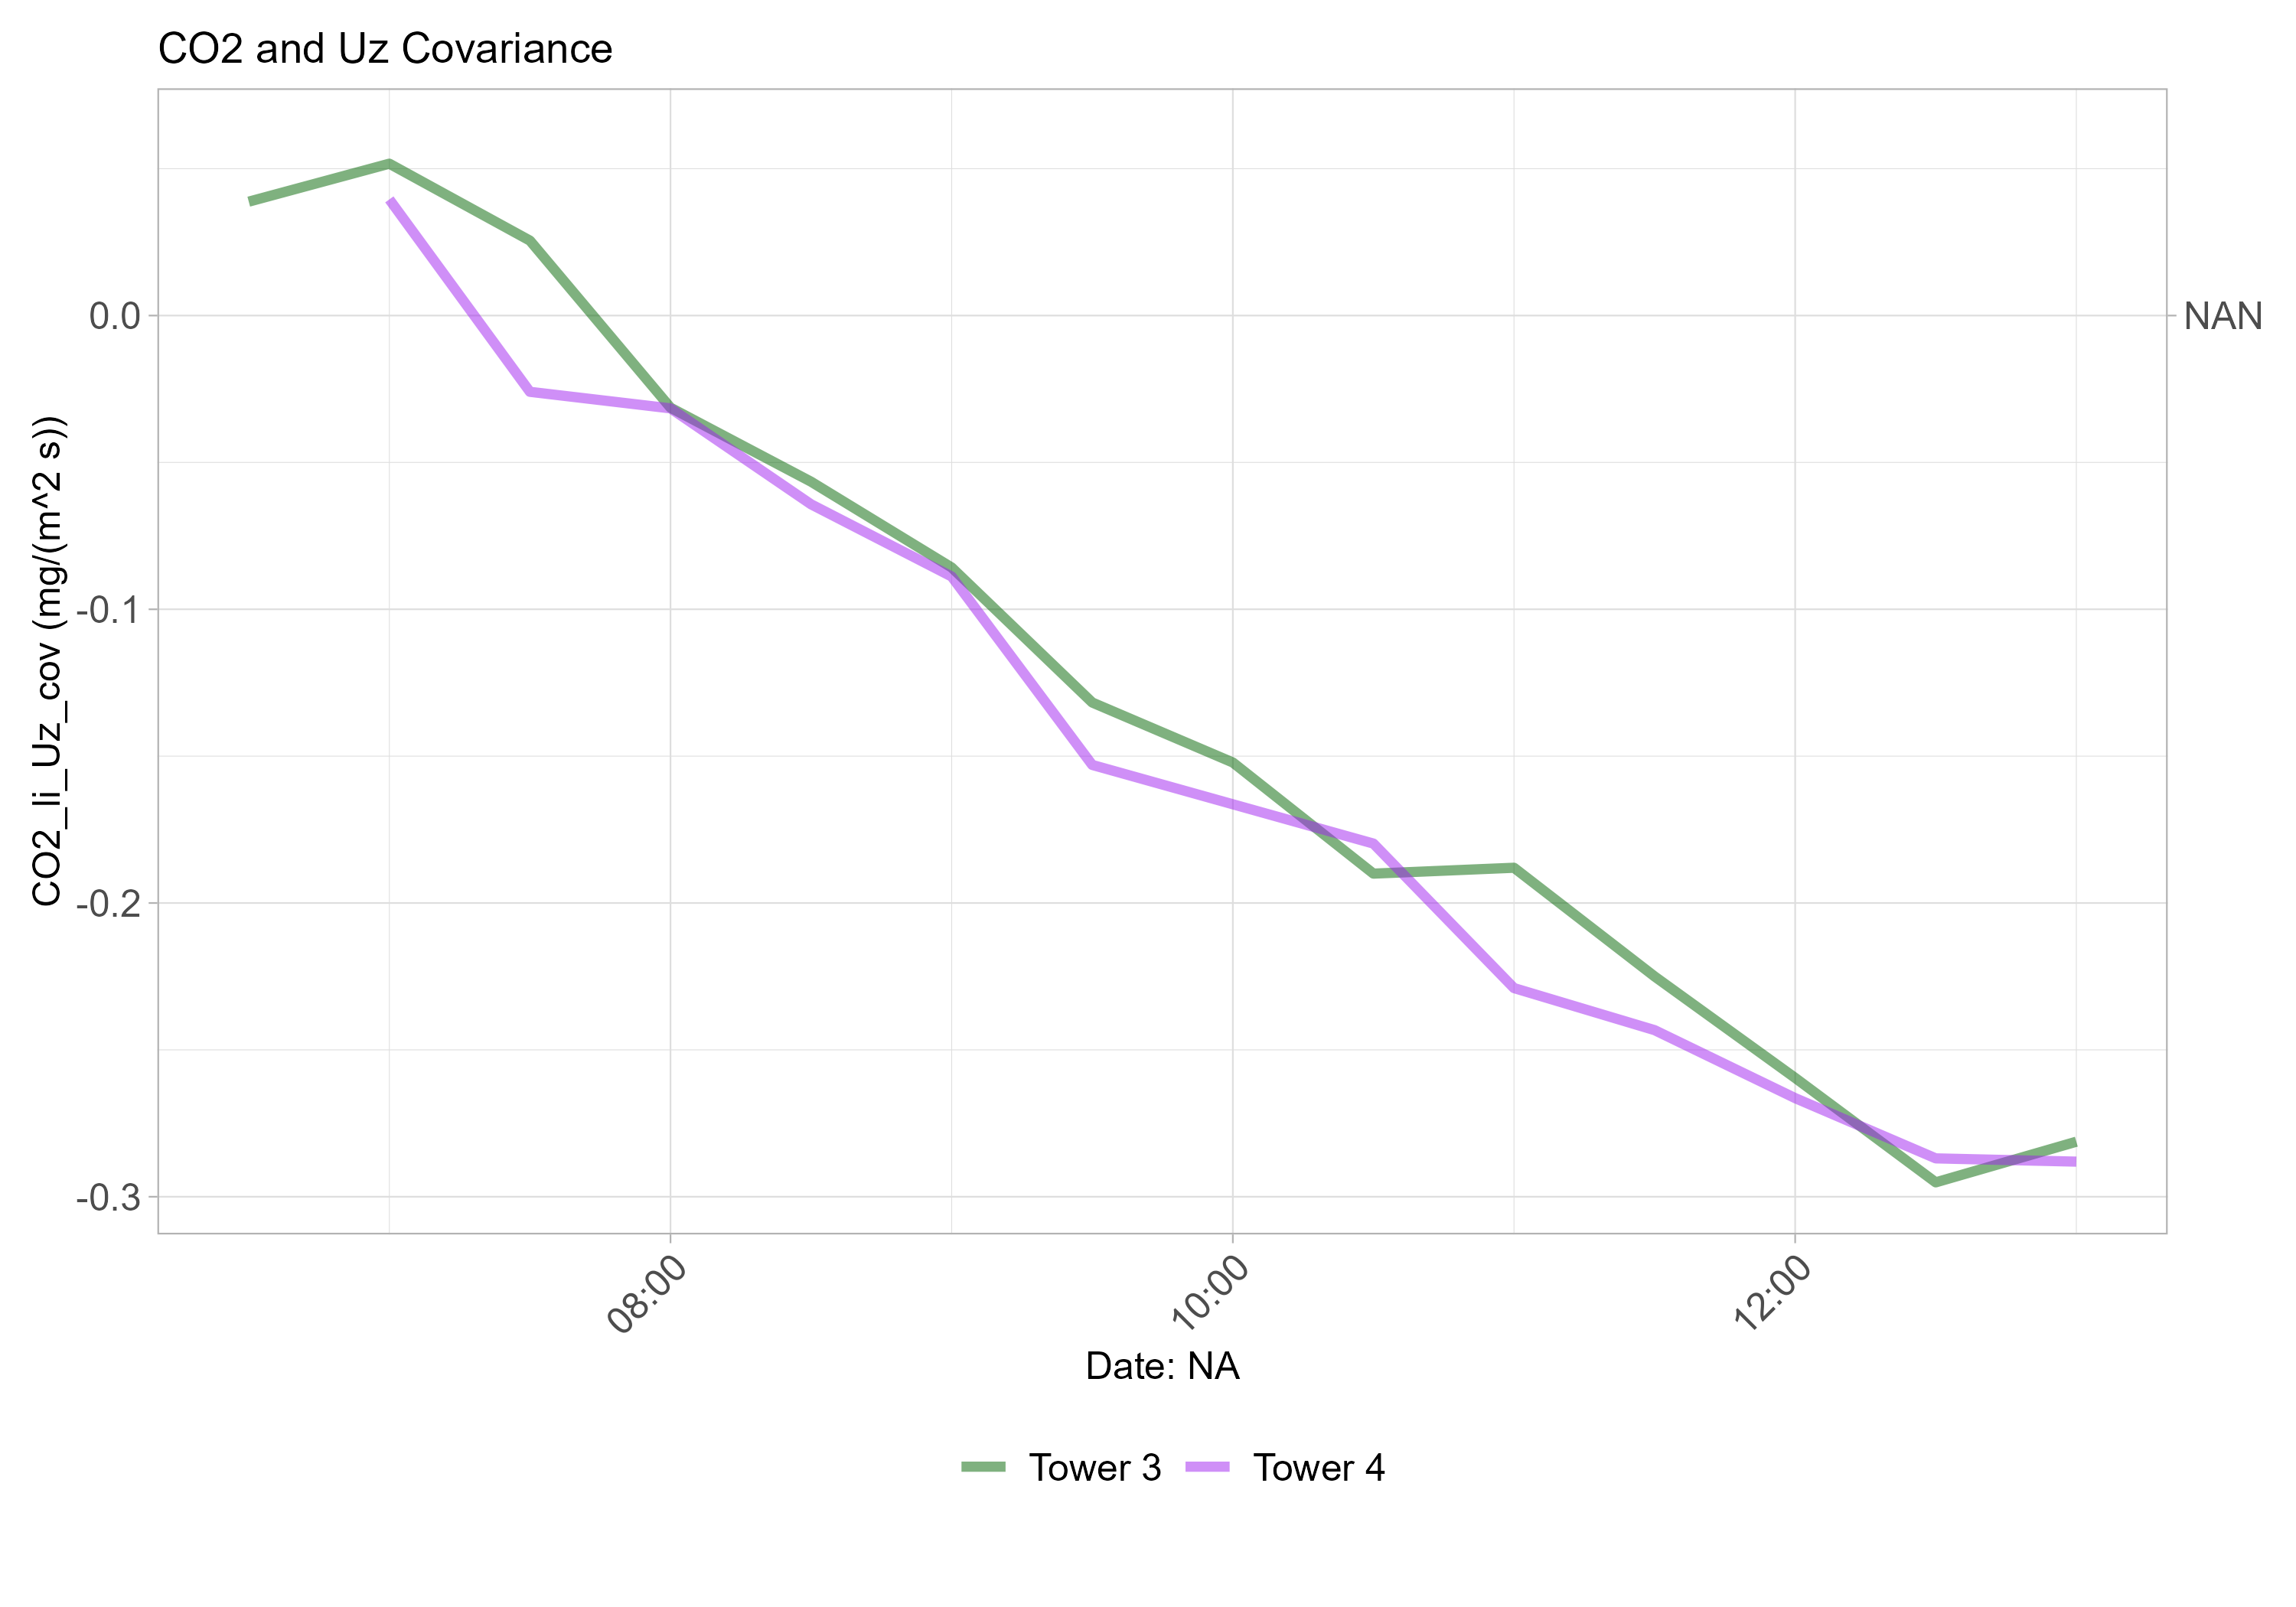 CO2 and Uz Covariance
CO2_li_Uz_cov (mg/(m^2 s))
0.0
-0.1
-0.2
-0.3
NAN
08:00
10:00
12:00
Date: NA
Tower 3
Tower 4